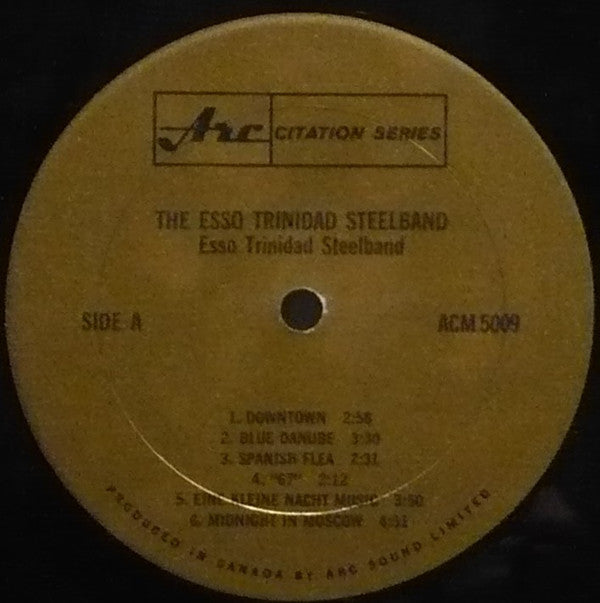 Arc CITATION SERIES
THE ESSO TRINIDAD STEELBAND
Esso Trinidad Steelband
SIDE A ACM 5009
1. DOWNTOWN 2:58
2. BLUE DANUBE 3:30
3. SPANISH FLEA 2:31
4. "67" 2:12
5. EINE KLEINE NACHT MUSIC 3:50
6. MIDNIGHT IN MOSCOW 4:31
PRODUCED IN CANADA BY ARC SOUND LIMITED